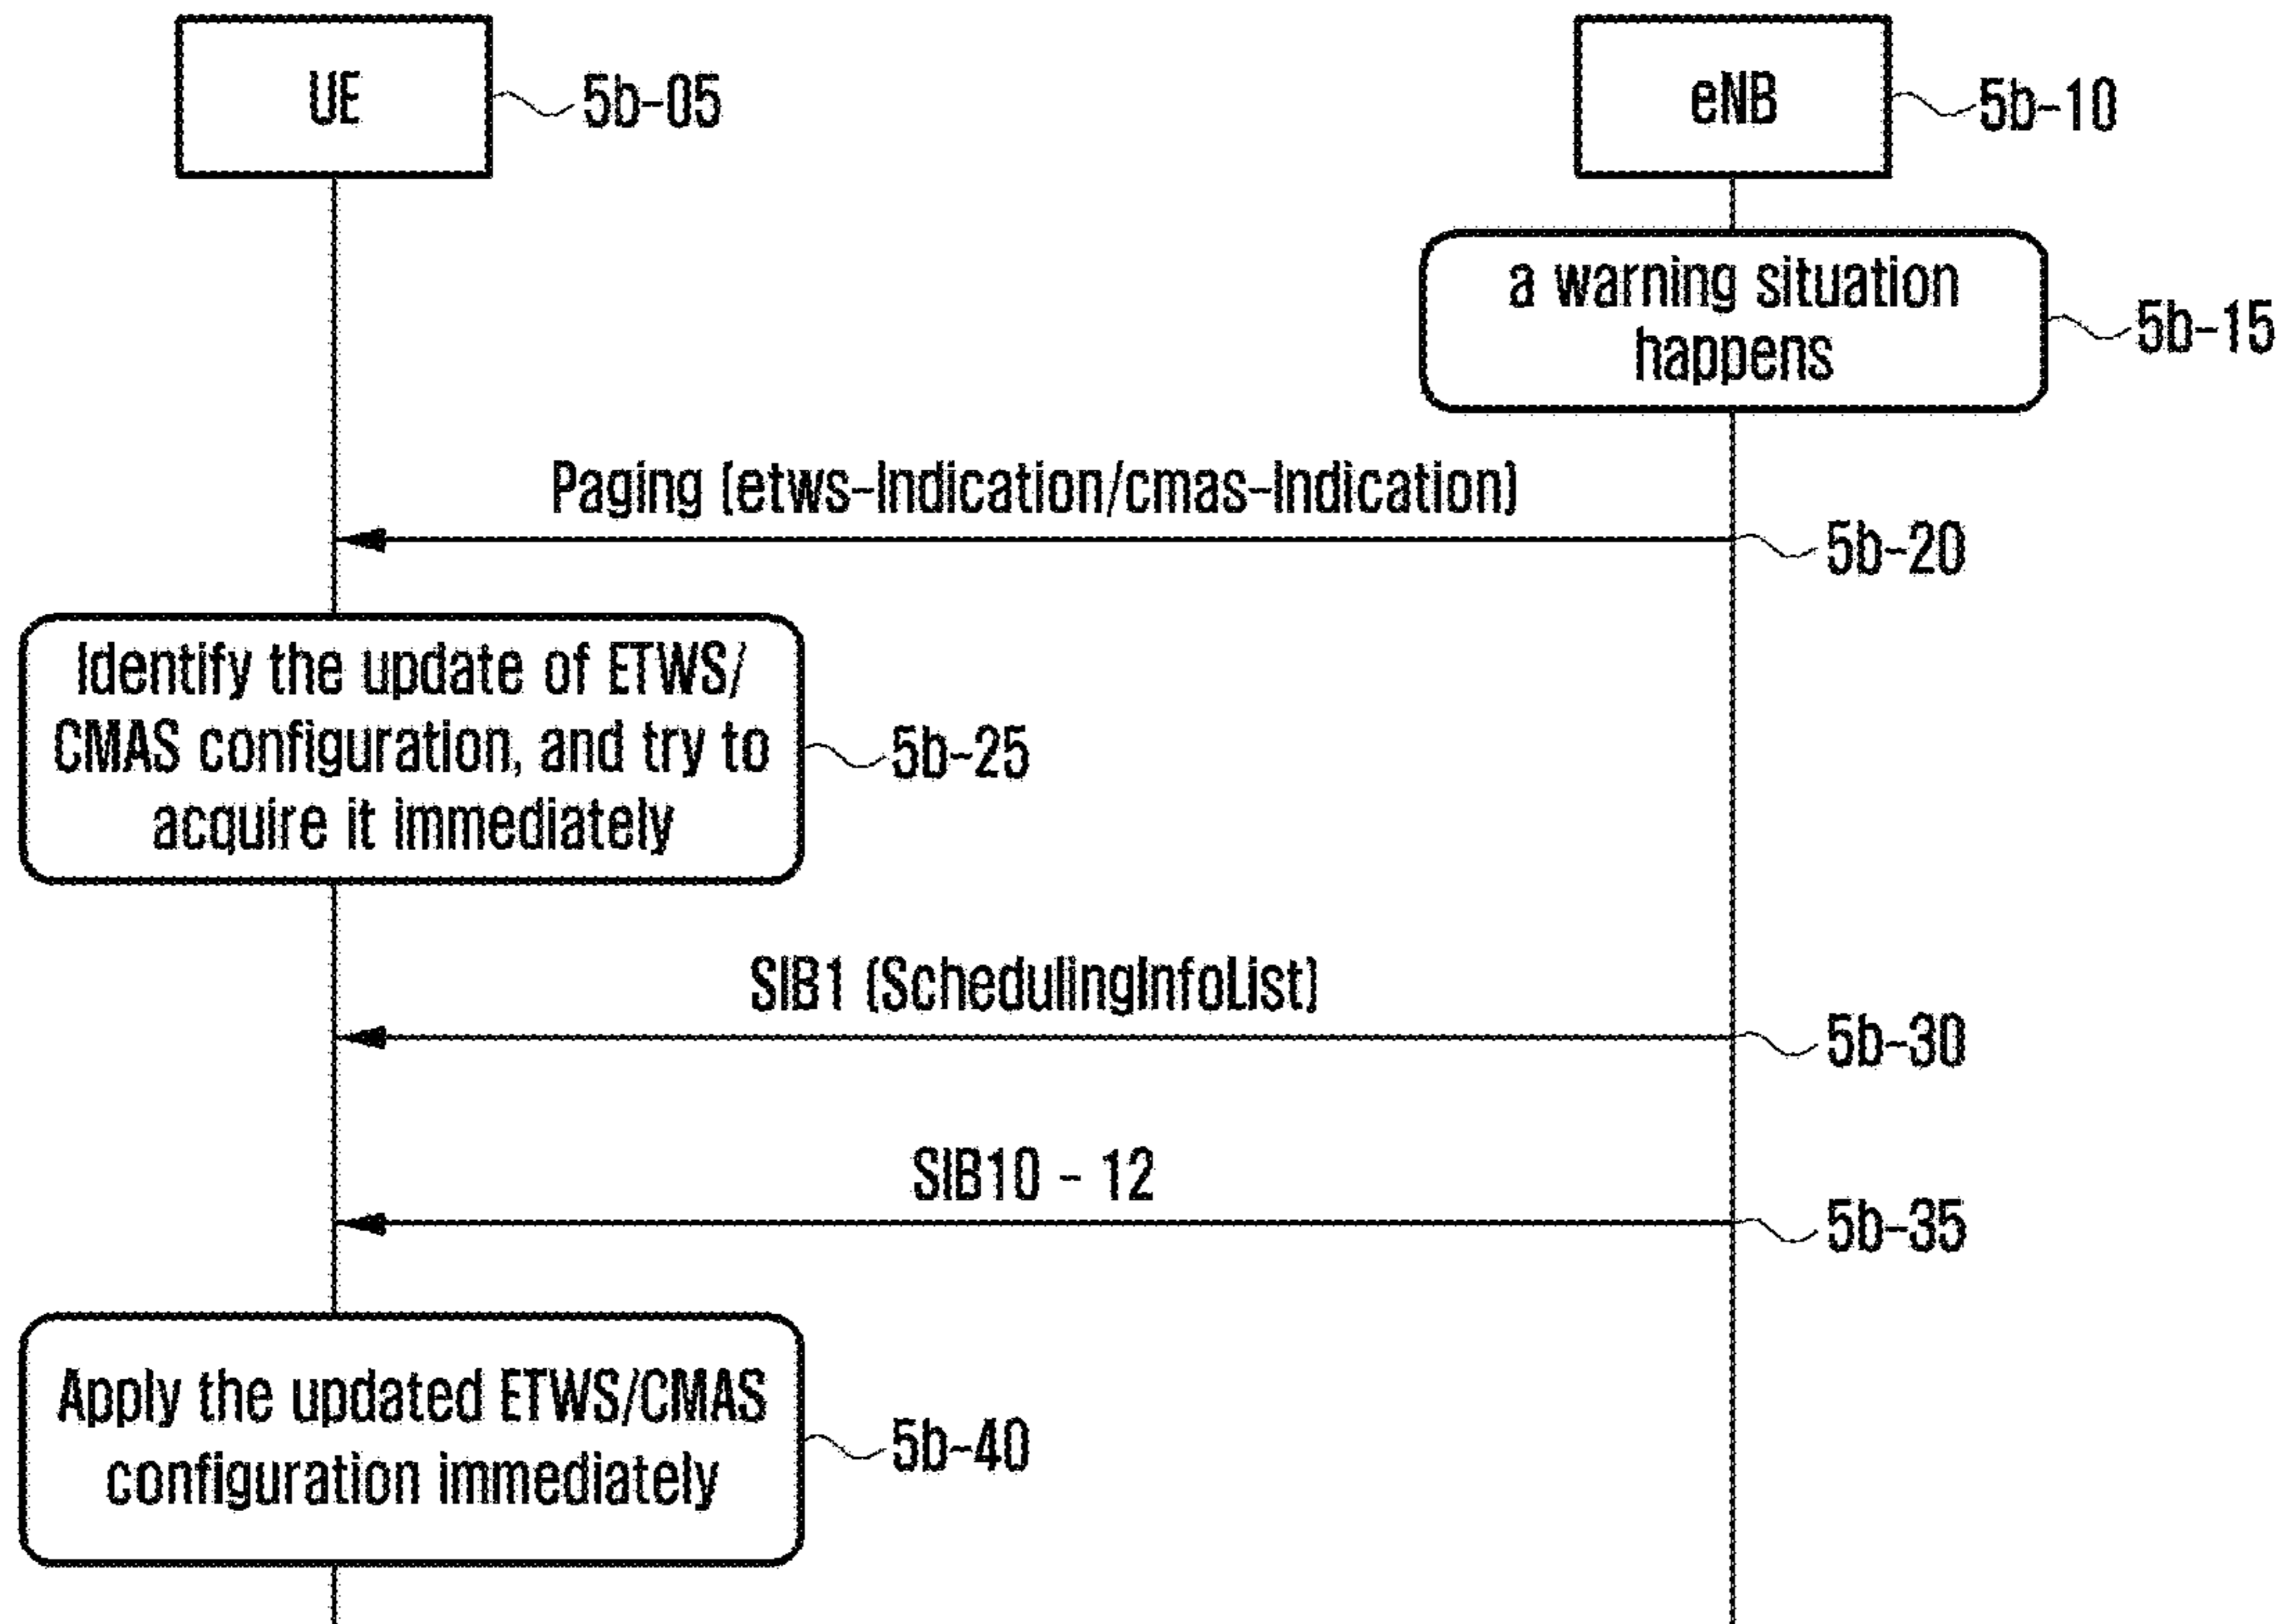 UE
5b-05
eNB
5b-10
a warning situation
happens
5b-15
Paging (etws-Indication/cmas-Indication)
5b-20
Identify the update of ETWS/
CMAS configuration, and try to
acquire it immediately
5b-25
SIB1 (SchedulingInfoList)
5b-30
SIB10 - 12
5b-35
Apply the updated ETWS/CMAS
configuration immediately
5b-40